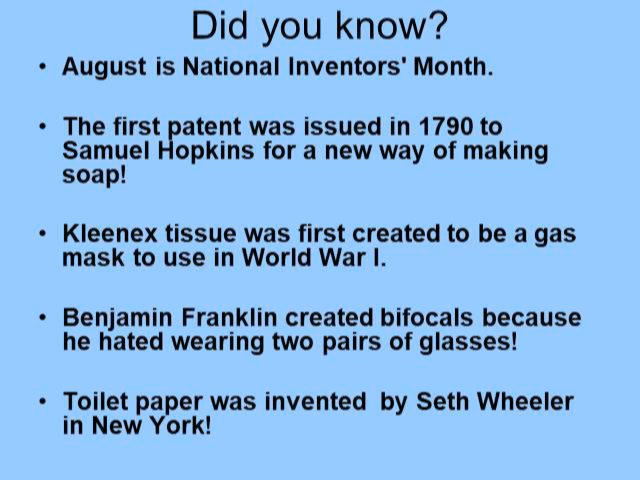 Did you know?
• August is National Inventors' Month.
• The first patent was issued in 1790 to
Samuel Hopkins for a new way of making
soap!
• Kleenex tissue was first created to be a gas
mask to use in World War I.
• Benjamin Franklin created bifocals because
he hated wearing two pairs of glasses!
• Toilet paper was invented  by Seth Wheeler
in New York!